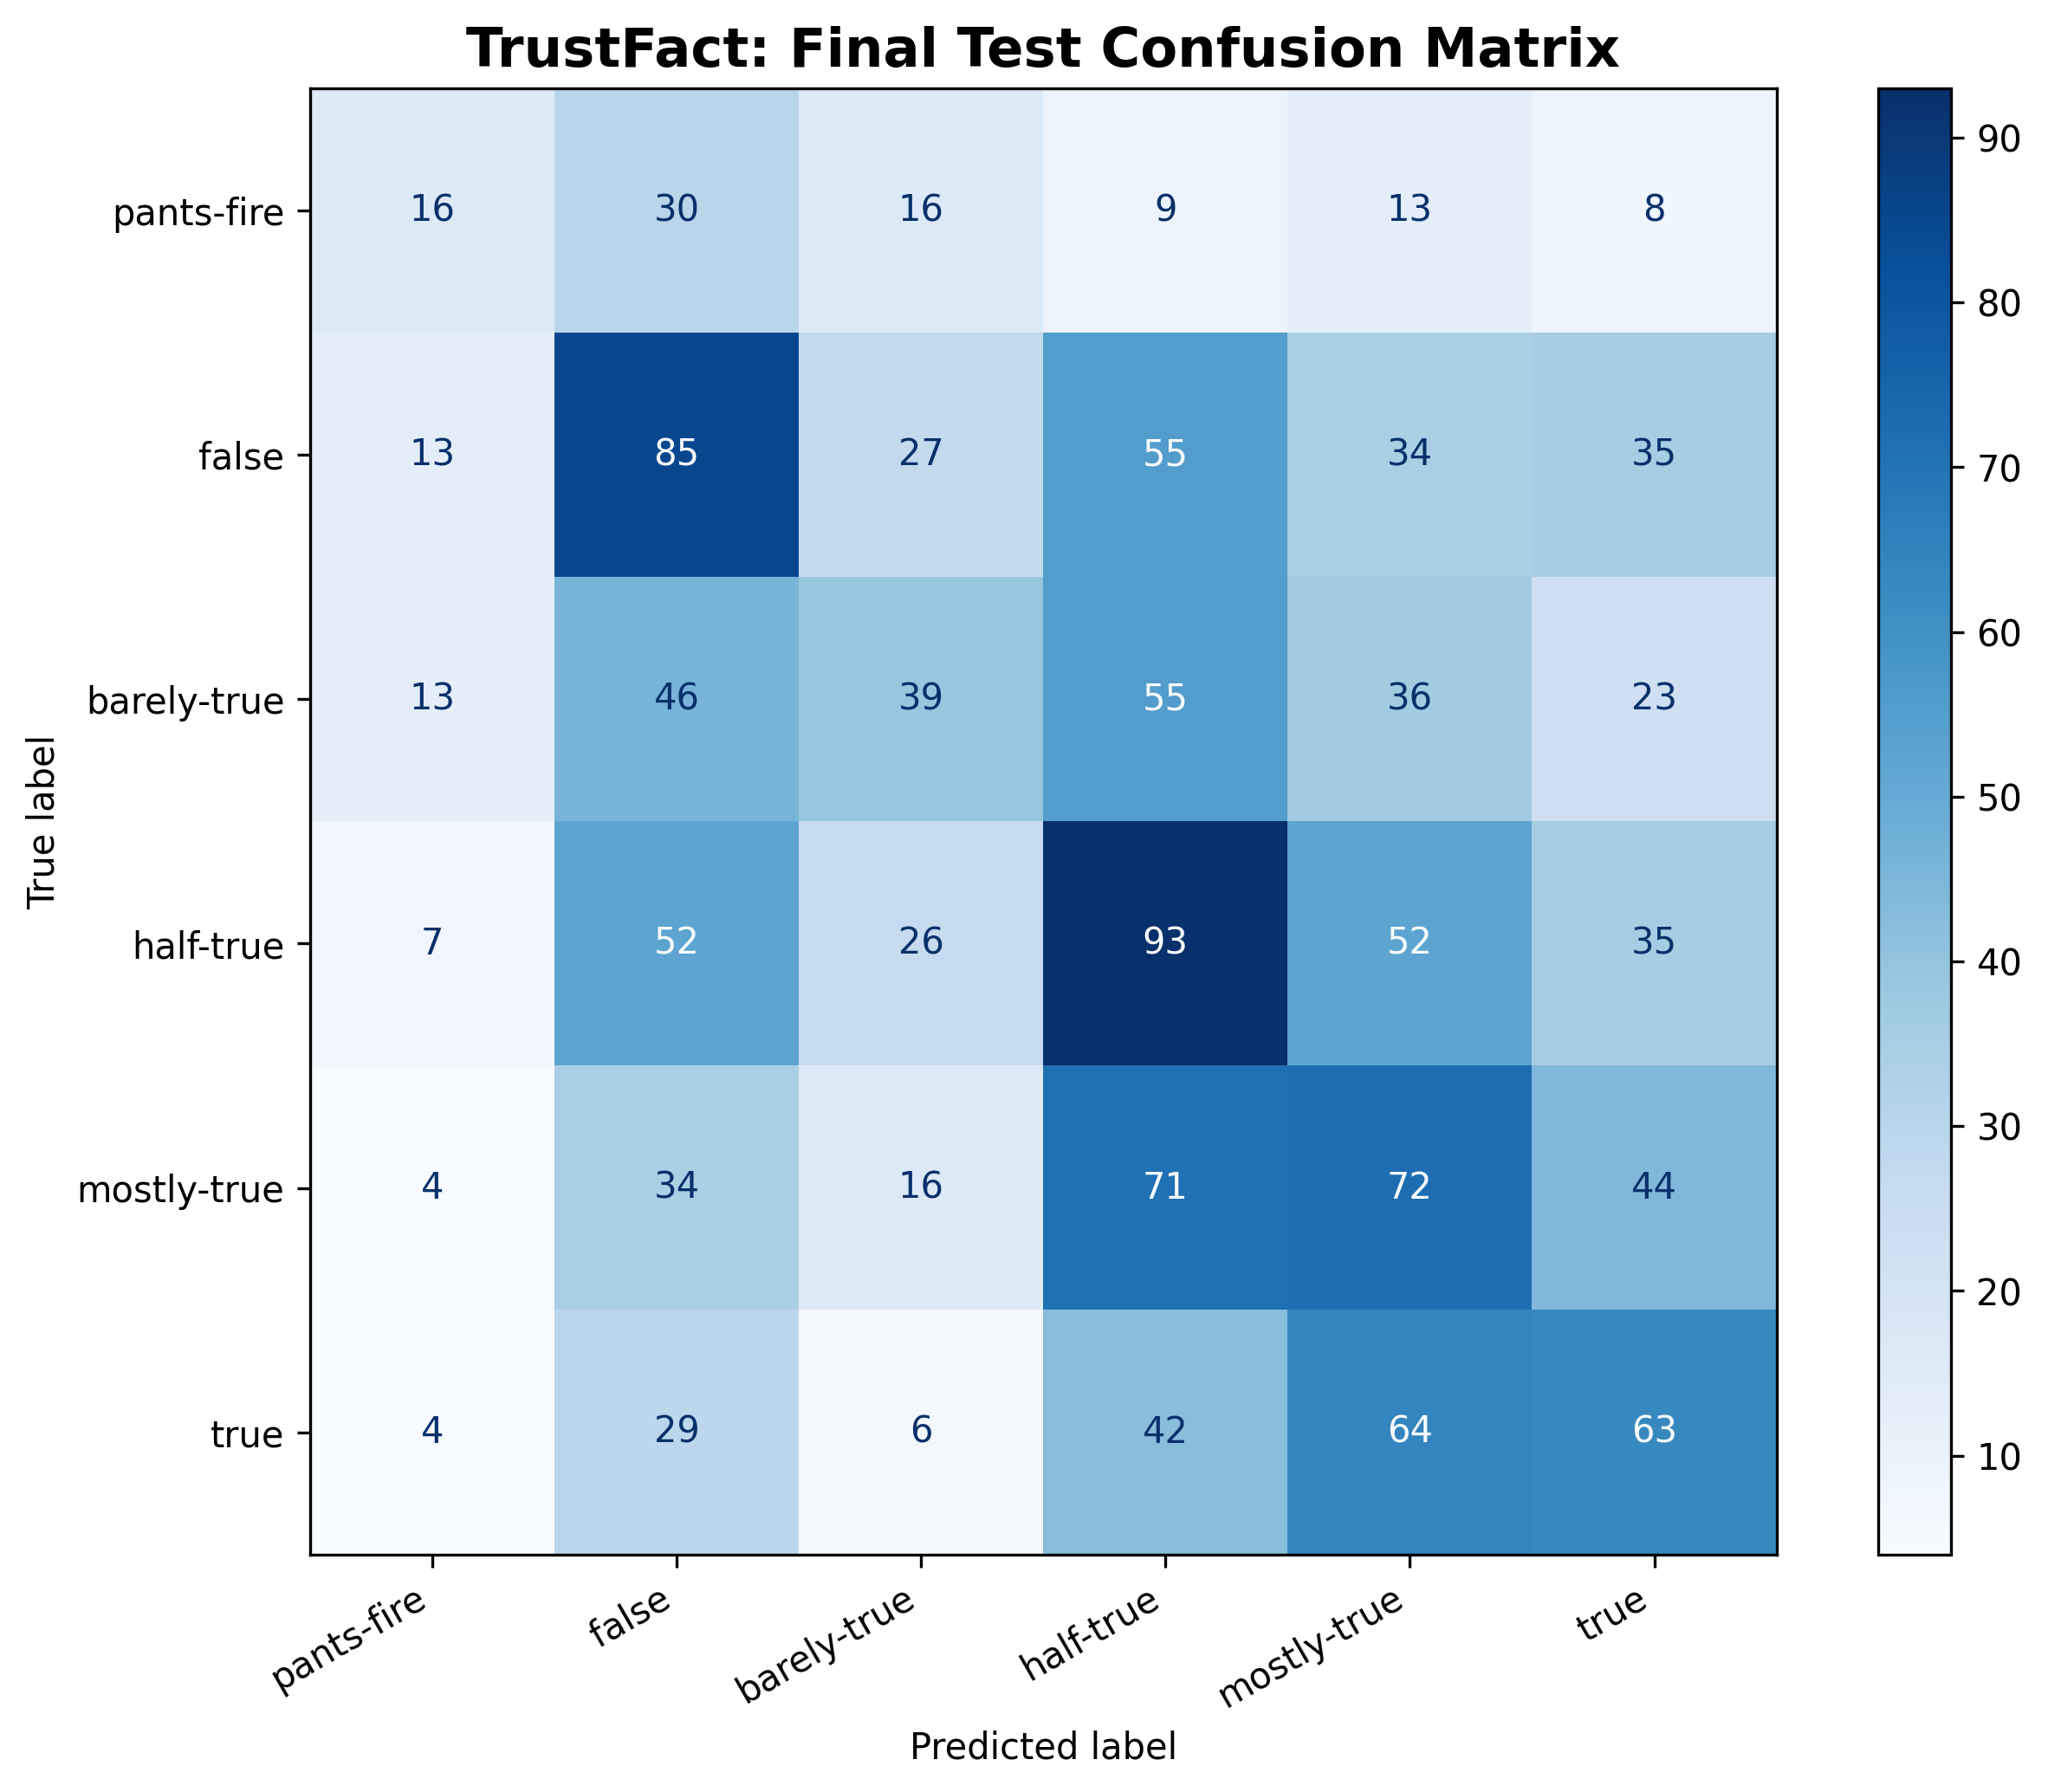 TrustFact: Final Test Confusion Matrix
pants-fire 16 30 16 9 13 8
false 13 85 27 55 34 35
barely-true 13 46 39 55 36 23
half-true 7 52 26 93 52 35
mostly-true 4 34 16 71 72 44
true 4 29 6 42 64 63
True label
pants-fire false barely-true half-true mostly-true true
Predicted label
90
80
70
60
50
40
30
20
10